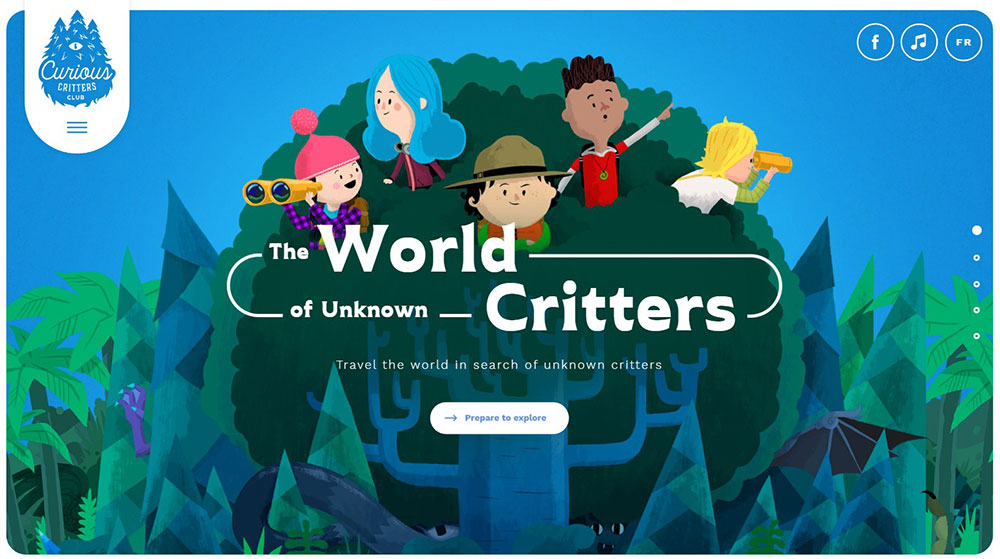 Curious
CRITTERS
CLUB
f
FR
The World
of Unknown Critters
Travel the world in search of unknown critters
Prepare to explore